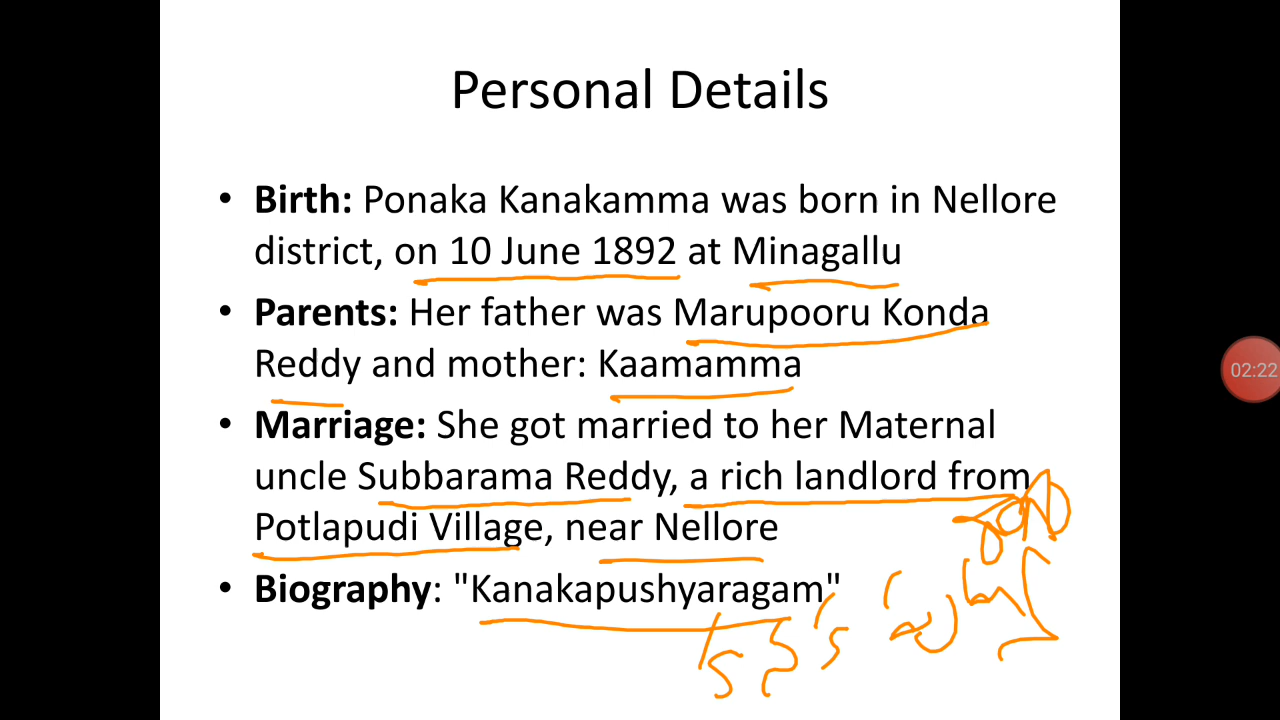 Personal Details
• Birth: Ponaka Kanakamma was born in Nellore
district, on 10 June 1892 at Minagallu
• Parents: Her father was Marupooru Konda
Reddy and mother: Kaamamma
• Marriage: She got married to her Maternal
uncle Subbarama Reddy, a rich landlord from
Potlapudi Village, near Nellore
• Biography: "Kanakapushyaragam"
02:22